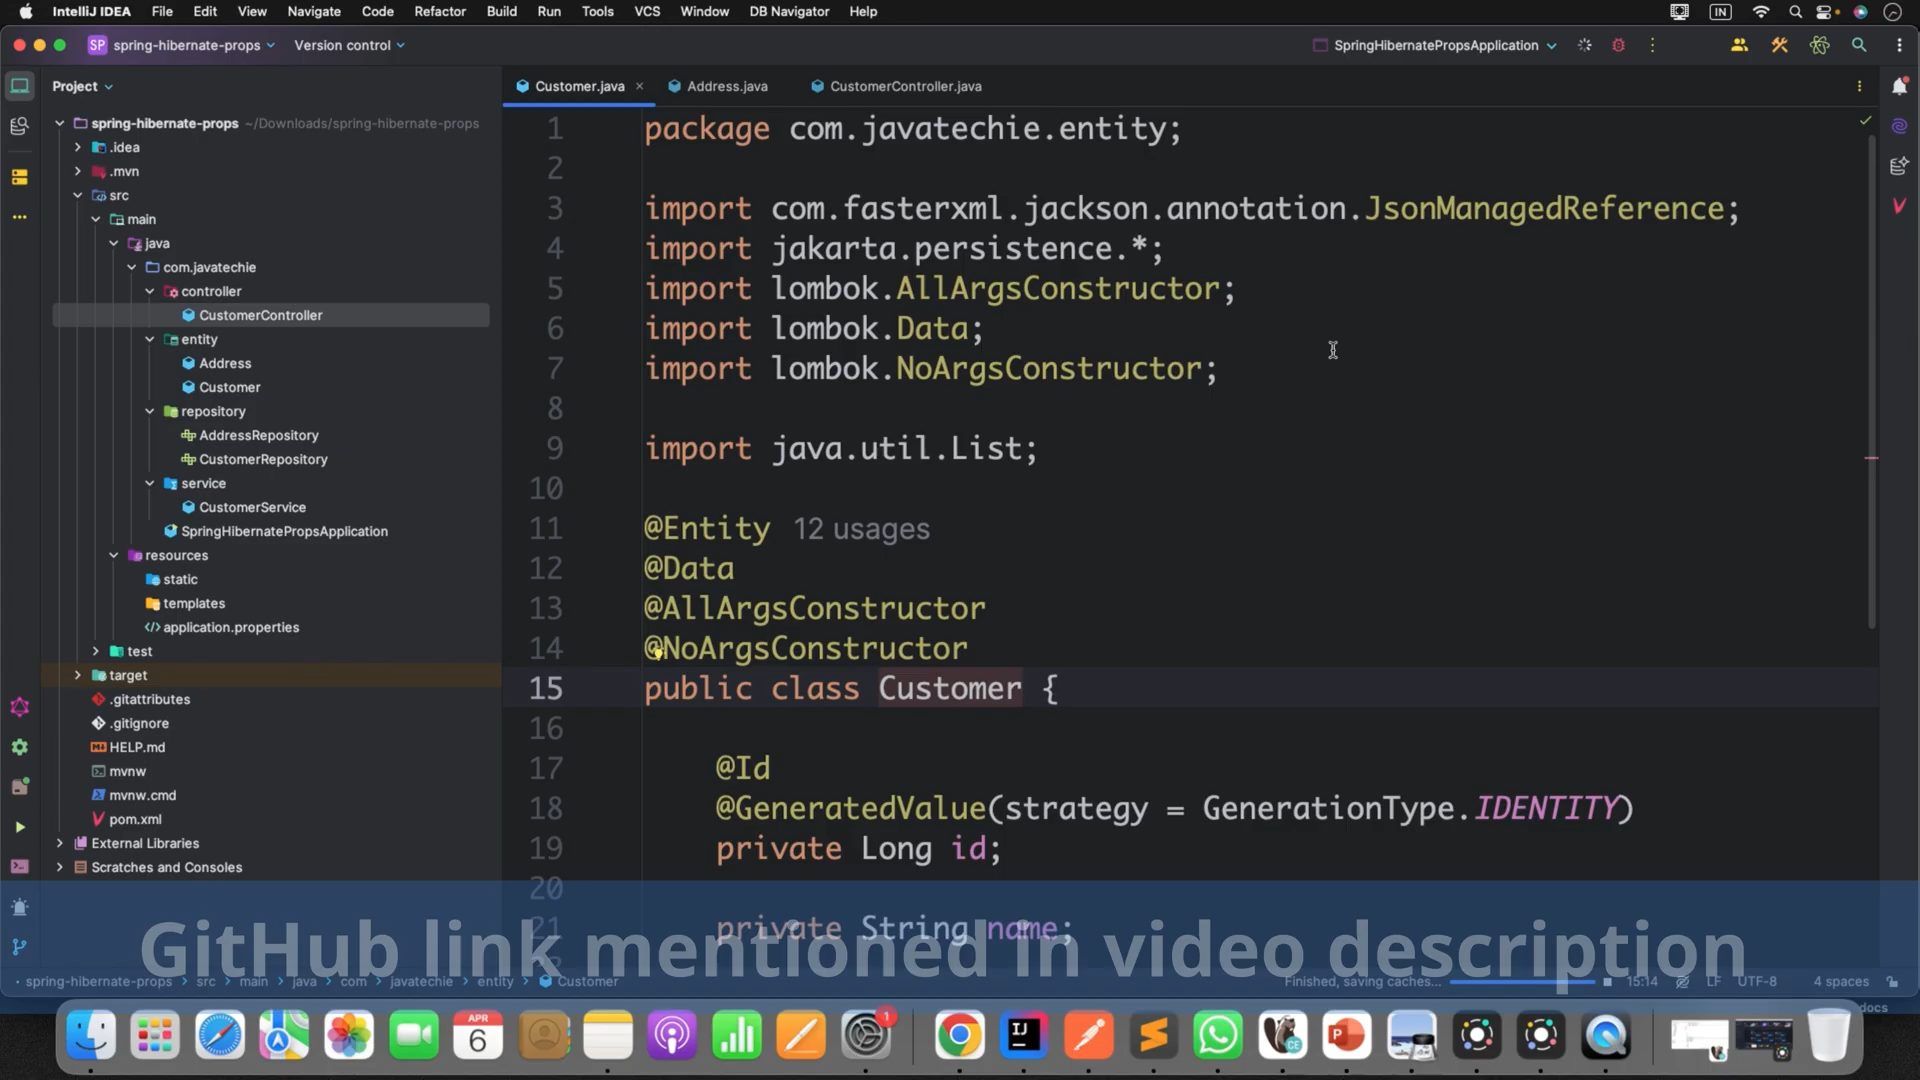 IntelliJ IDEA File Edit View Navigate Code Refactor Build Run Tools VCS Window DB Navigator Help IN
SP spring-hibernate-props Version control SpringHibernatePropsApplication
Project
Customer.java Address.java CustomerController.java
spring-hibernate-props ~/Downloads/spring-hibernate-props
.idea
.mvn
src
main
java
com.javatechie
controller
CustomerController
entity
Address
Customer
repository
AddressRepository
CustomerRepository
service
CustomerService
SpringHibernatePropsApplication
resources
static
templates
application.properties
test
target
.gitattributes
.gitignore
HELP.md
mvnw
mvnw.cmd
pom.xml
External Libraries
Scratches and Consoles
1 package com.javatechie.entity;
2
3 import com.fasterxml.jackson.annotation.JsonManagedReference;
4 import jakarta.persistence.*;
5 import lombok.AllArgsConstructor;
6 import lombok.Data;
7 import lombok.NoArgsConstructor;
8
9 import java.util.List;
10
11 @Entity 12 usages
12 @Data
13 @AllArgsConstructor
14 @NoArgsConstructor
15 public class Customer {
16
17 @Id
18 @GeneratedValue(strategy = GenerationType.IDENTITY)
19 private Long id;
20
21 private String name;
GitHub link mentioned in video description
spring-hibernate-props > src > main > java > com > javatechie > entity > Customer Finished, saving caches... 15:14 LF UTF-8 4 spaces
docs
APR
6
1
IJ
CE
P